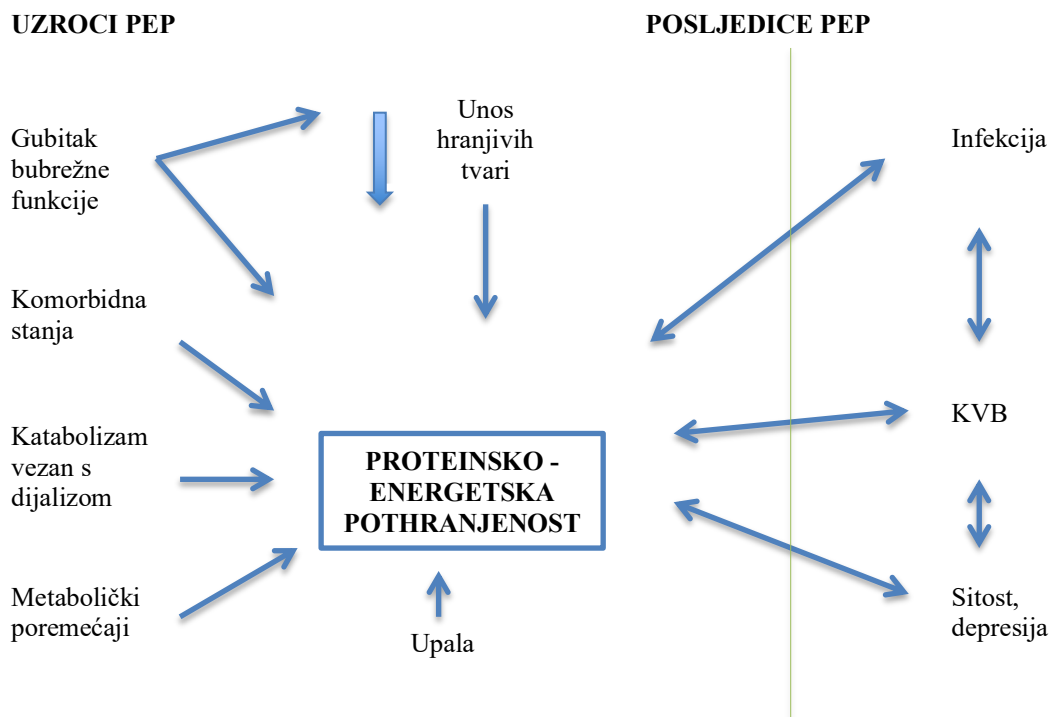 UZROCI PEP
POSLJEDICE PEP
Gubitak
bubrežne
funkcije
Unos
hranjivih
tvari
Infekcija
Komorbidna
stanja
KVB
Katabolizam
vezan s
dijalizom
PROTEINSKO -
ENERGETSKA
POTHRANJENOST
Metabolički
poremećaji
Upala
Sitost,
depresija